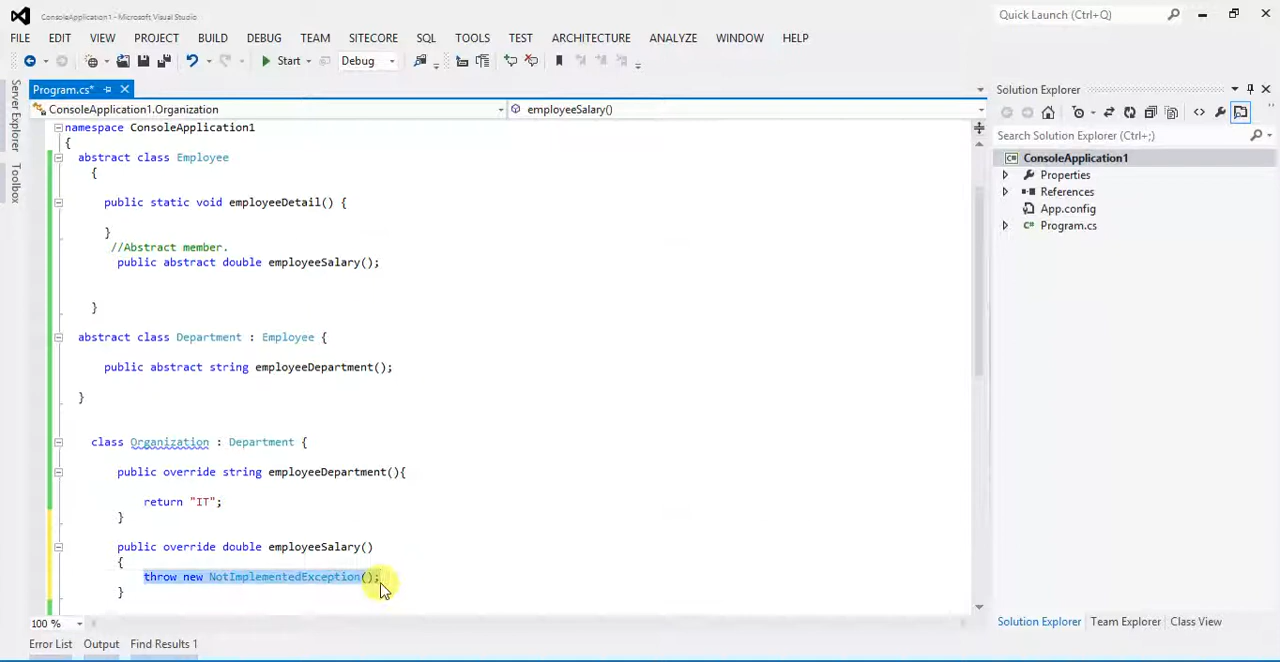 ConsoleApplication1 - Microsoft Visual Studio
Quick Launch (Ctrl+Q)
FILE EDIT VIEW PROJECT BUILD DEBUG TEAM SITECORE SQL TOOLS TEST ARCHITECTURE ANALYZE WINDOW HELP
Start Debug
Server Explorer
Toolbox
Program.cs*
ConsoleApplication1.Organization employeeSalary()
namespace ConsoleApplication1
{
abstract class Employee
{
public static void employeeDetail() {
}
//Abstract member.
public abstract double employeeSalary();
}
abstract class Department : Employee {
public abstract string employeeDepartment();
}
class Organization : Department {
public override string employeeDepartment(){
return "IT";
}
public override double employeeSalary()
{
throw new NotImplementedException();
}
100 %
Error List Output Find Results 1
Solution Explorer
Search Solution Explorer (Ctrl+;)
ConsoleApplication1
Properties
References
App.config
Program.cs
Solution Explorer Team Explorer Class View